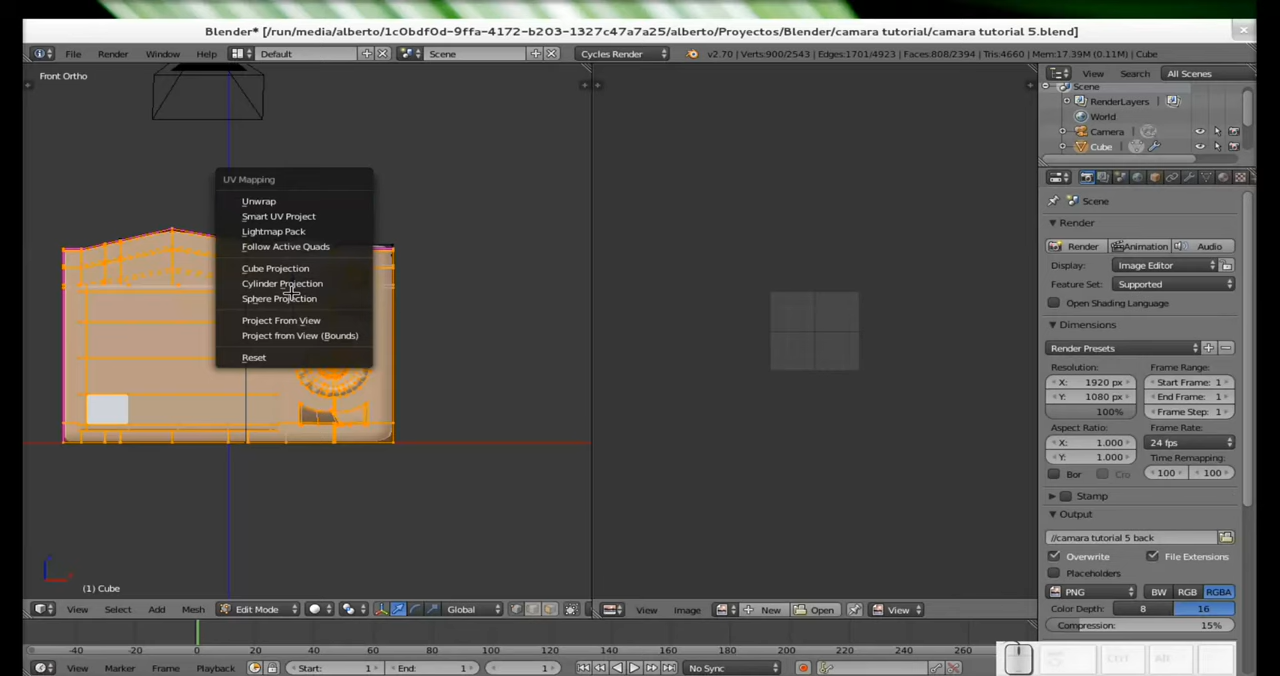 Blender* [/run/media/alberto/1c0bdf0d-9ffa-4172-b203-1327c47a7a25/alberto/Proyectos/Blender/camara tutorial/camara tutorial 5.blend]
File Render Window Help Default Scene Cycles Render v2.70 | Verts:900/2543 | Edges:1701/4923 | Faces:808/2394 | Tris:4660 | Mem:17.39M (0.11M) | Cube
Front Ortho
View Search All Scenes
Scene
RenderLayers
World
Camera
Cube
UV Mapping
Unwrap
Smart UV Project
Lightmap Pack
Follow Active Quads
Cube Projection
Cylinder Projection
Sphere Projection
Project From View
Project from View (Bounds)
Reset
Scene
Render
Render Animation Audio
Display: Image Editor
Feature Set: Supported
Open Shading Language
Dimensions
Render Presets
Resolution: Frame Range:
X: 1920 px Start Frame: 1
Y: 1080 px End Frame: 1
100% Frame Step: 1
Aspect Ratio: Frame Rate:
X: 1.000 24 fps
Y: 1.000 Time Remapping:
Bor Cro 100 100
Stamp
Output
//camara tutorial 5 back
Overwrite File Extensions
Placeholders
PNG BW RGB RGBA
Color Depth: 8 16
Compression: 15%
(1) Cube
View Select Add Mesh Edit Mode Global
View Image New Open View
-40 -20 0 20 40 60 80 100 120 140 160 180 200 220 240 260
View Marker Frame Playback Start: 1 End: 1 1 No Sync
Ctrl Alt